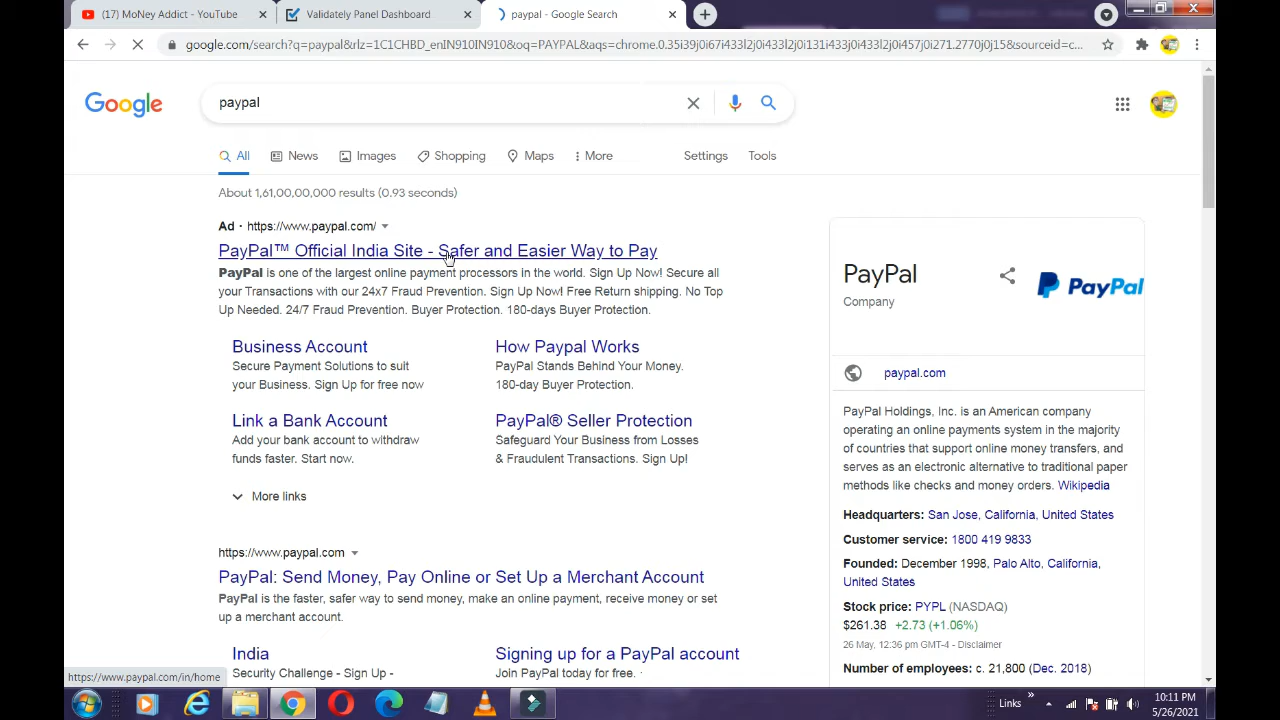 (17) MoNey Addict - YouTube
Validately Panel Dashboard
paypal - Google Search
google.com/search?q=paypal&rlz=1C1CHBD_enIN910IN910&oq=PAYPAL&aqs=chrome.0.35i39j0i67i433l2j0i433l2j0i131i433j0i433l2j0i457j0i271.2770j0j15&sourceid=c...
Google
paypal
All
News
Images
Shopping
Maps
More
Settings
Tools
About 1,61,00,00,000 results (0.93 seconds)
Ad · https://www.paypal.com/
PayPal™ Official India Site - Safer and Easier Way to Pay
PayPal is one of the largest online payment processors in the world. Sign Up Now! Secure all
your Transactions with our 24x7 Fraud Prevention. Sign Up Now! Free Return shipping. No Top
Up Needed. 24/7 Fraud Prevention. Buyer Protection. 180-days Buyer Protection.
Business Account
Secure Payment Solutions to suit
your Business. Sign Up for free now
How Paypal Works
PayPal Stands Behind Your Money.
180-day Buyer Protection.
Link a Bank Account
Add your bank account to withdraw
funds faster. Start now.
PayPal® Seller Protection
Safeguard Your Business from Losses
& Fraudulent Transactions. Sign Up!
More links
https://www.paypal.com
PayPal: Send Money, Pay Online or Set Up a Merchant Account
PayPal is the faster, safer way to send money, make an online payment, receive money or set
up a merchant account.
India
Security Challenge - Sign Up -
Signing up for a PayPal account
Join PayPal today for free. ·
PayPal
Company
PayPal
paypal.com
PayPal Holdings, Inc. is an American company
operating an online payments system in the majority
of countries that support online money transfers, and
serves as an electronic alternative to traditional paper
methods like checks and money orders. Wikipedia
Headquarters: San Jose, California, United States
Customer service: 1800 419 9833
Founded: December 1998, Palo Alto, California,
United States
Stock price: PYPL (NASDAQ)
$261.38 +2.73 (+1.06%)
26 May, 12:36 pm GMT-4 - Disclaimer
Number of employees: c. 21,800 (Dec. 2018)
https://www.paypal.com/in/home
Links
10:11 PM
5/26/2021